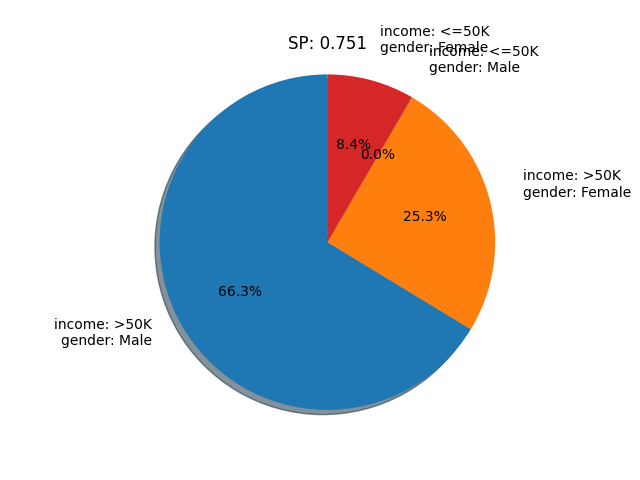 SP: 0.751
income: <=50K
gender: Female
income: <=50K
gender: Male
8.4%
0.0%
income: >50K
gender: Female
25.3%
66.3%
income: >50K
gender: Male